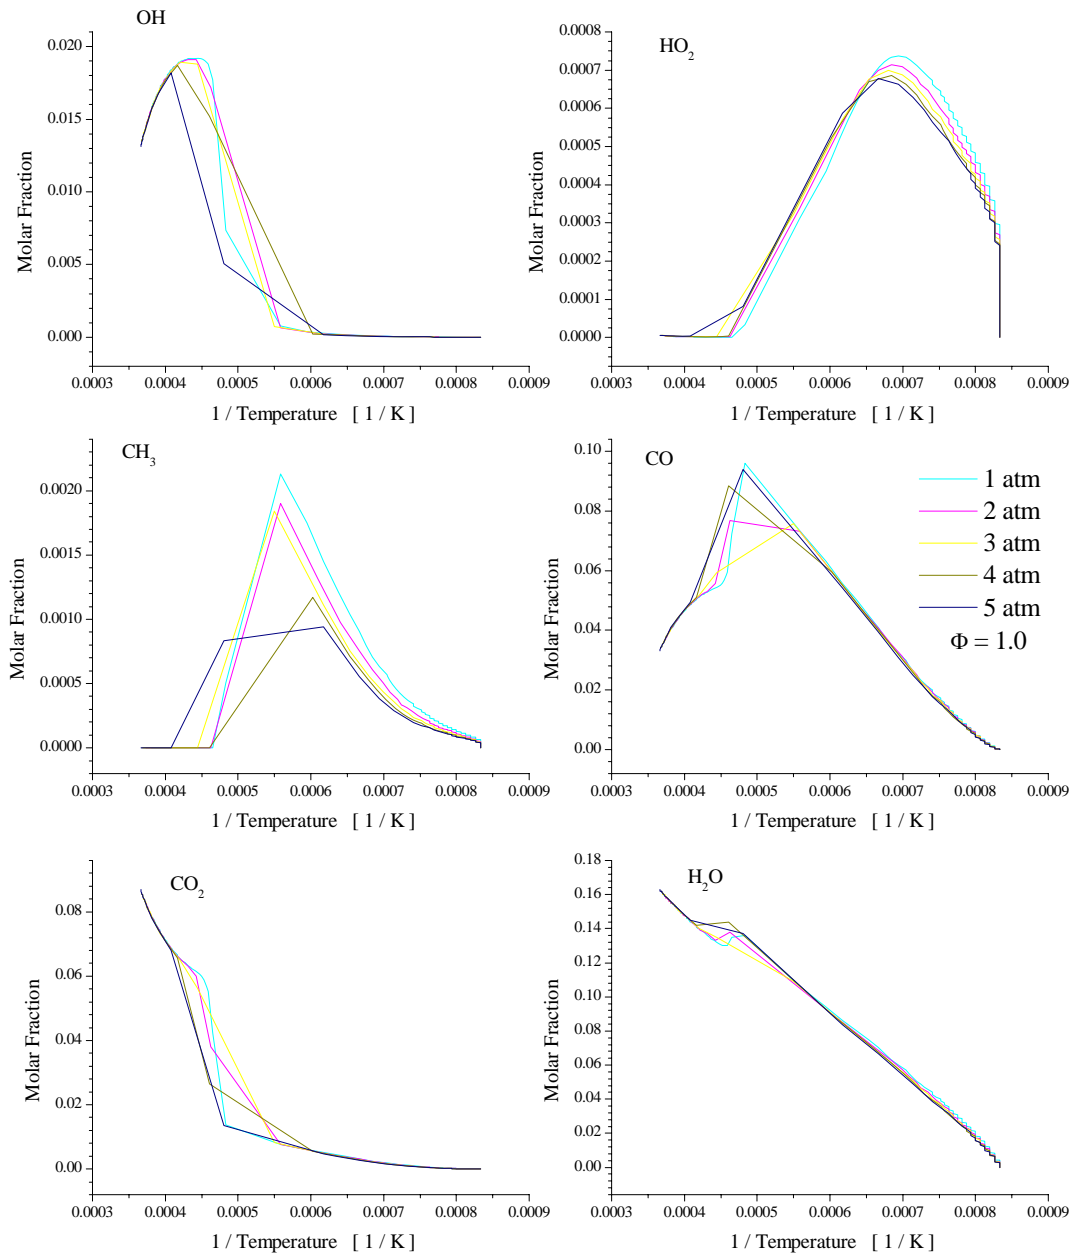 OH
0.020
0.015
0.010
0.005
0.000
Molar Fraction
0.0003 0.0004 0.0005 0.0006 0.0007 0.0008 0.0009
1 / Temperature [ 1 / K ]
HO2
0.0008
0.0007
0.0006
0.0005
0.0004
0.0003
0.0002
0.0001
0.0000
Molar Fraction
0.0003 0.0004 0.0005 0.0006 0.0007 0.0008 0.0009
1 / Temperature [ 1 / K ]
CH3
0.0020
0.0015
0.0010
0.0005
0.0000
Molar Fraction
0.0003 0.0004 0.0005 0.0006 0.0007 0.0008 0.0009
1 / Temperature [ 1 / K ]
CO
0.10
0.08
0.06
0.04
0.02
0.00
Molar Fraction
1 atm
2 atm
3 atm
4 atm
5 atm
Φ = 1.0
0.0003 0.0004 0.0005 0.0006 0.0007 0.0008 0.0009
1 / Temperature [ 1 / K ]
CO2
0.08
0.06
0.04
0.02
0.00
Molar Fraction
0.0003 0.0004 0.0005 0.0006 0.0007 0.0008 0.0009
1 / Temperature [ 1 / K ]
H2O
0.18
0.16
0.14
0.12
0.10
0.08
0.06
0.04
0.02
0.00
Molar Fraction
0.0003 0.0004 0.0005 0.0006 0.0007 0.0008 0.0009
1 / Temperature [ 1 / K ]